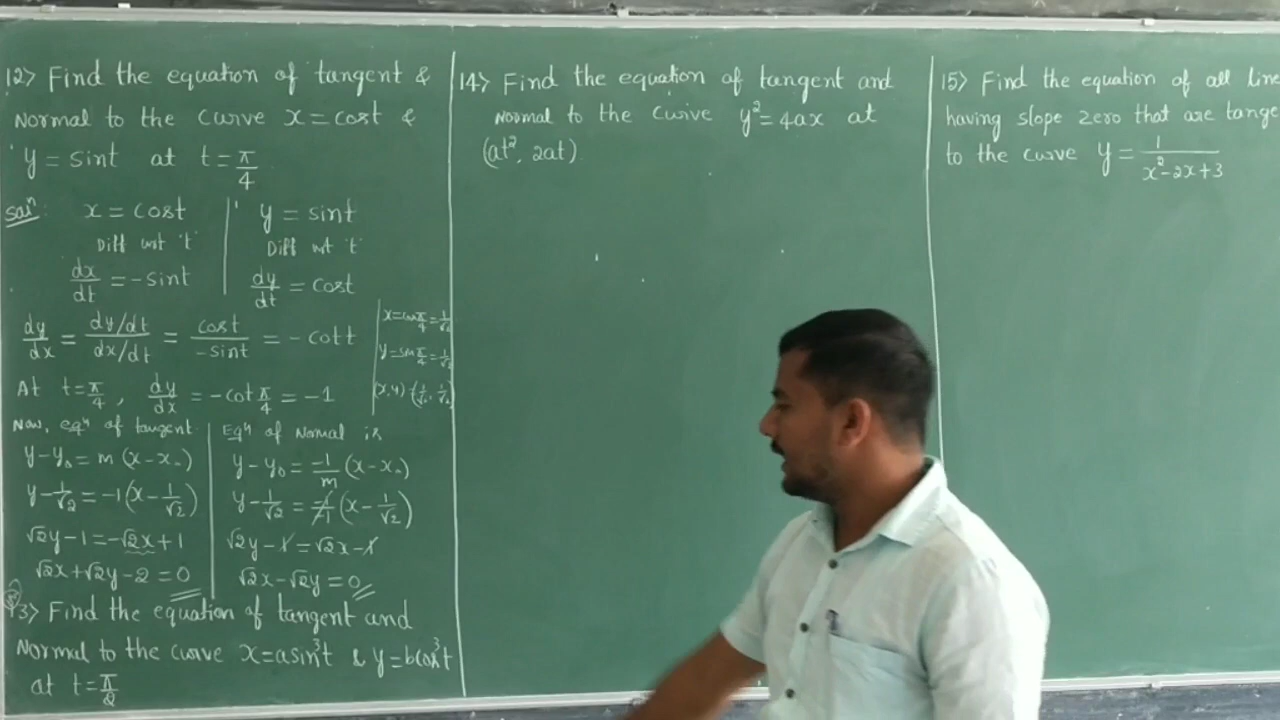 12> Find the equation of tangent &
Normal to the curve x = cost &
y = sint at t = π/4
Solⁿ: x = cost | y = sint
Diff wrt 't' | Diff wrt 't'
dx/dt = -sint | dy/dt = cost
dy/dx = (dy/dt)/(dx/dt) = cost/-sint = -cott
x = cosπ/4 = 1/√2
y = sinπ/4 = 1/√2
(x,y) = (1/√2, 1/√2)
At t = π/4, dy/dx = -cot π/4 = -1
Now, eqⁿ of tangent | Eqⁿ of Normal is
y-y₀ = m(x-x₀) | y-y₀ = -1/m (x-x₀)
y-1/√2 = -1(x-1/√2) | y-1/√2 = -1/-1 (x-1/√2)
√2y-1 = -√2x+1 | √2y-1 = √2x-1
√2x+√2y-2 = 0 | √2x-√2y = 0
13> Find the equation of tangent and
Normal to the curve x=asin³t & y=bcos³t
at t = π/2
14> Find the equation of tangent and
Normal to the curve y² = 4ax at
(at², 2at).
15> Find the equation of all line
having slope zero that are tange
to the curve y = 1/(x²-2x+3)